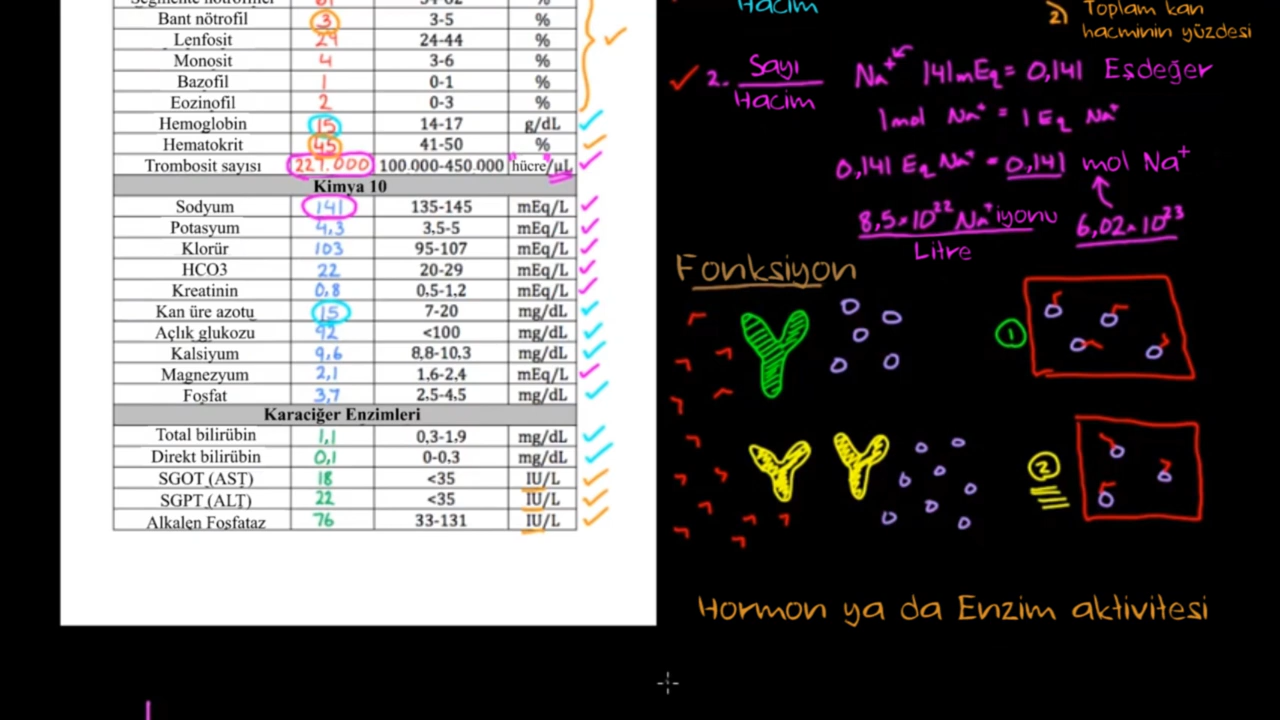 Bant nötrofil 3 3-5 %
Lenfosit 29 24-44 %
Monosit 4 3-6 %
Bazofil 1 0-1 %
Eozinofil 2 0-3 %
Hemoglobin 15 14-17 g/dL
Hematokrit 45 41-50 %
Trombosit sayısı 227.000 100.000-450.000 "hücre"/µL
Kimya 10
Sodyum 141 135-145 mEq/L
Potasyum 4,3 3,5-5 mEq/L
Klorür 103 95-107 mEq/L
HCO3 22 20-29 mEq/L
Kreatinin 0,8 0,5-1,2 mEq/L
Kan üre azotu 15 7-20 mg/dL
Açlık glukozu 92 <100 mg/dL
Kalsiyum 9,6 8,8-10,3 mg/dL
Magnezyum 2,1 1,6-2,4 mEq/L
Fosfat 3,7 2,5-4,5 mg/dL
Karaciğer Enzimleri
Total bilirübin 1,1 0,3-1,9 mg/dL
Direkt bilirübin 0,1 0-0,3 mg/dL
SGOT (AST) 18 <35 IU/L
SGPT (ALT) 22 <35 IU/L
Alkalen Fosfataz 76 33-131 IU/L
Hacim
2) Toplam kan
hacminin yüzdesi
2. Sayı
Hacim
Na+ 141 mEq = 0,141 Eşdeğer
1 mol Na+ = 1 Eq Na+
0,141 Eq Na+ = 0,141 mol Na+
8,5×10^22 Na+ iyonu 6,02×10^23
Litre
Fonksiyon
1
2
Hormon ya da Enzim aktivitesi